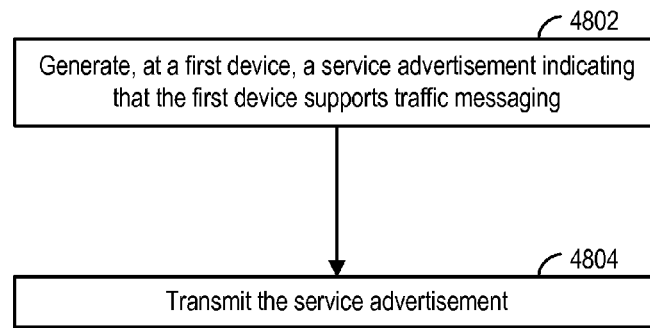 4802
Generate, at a first device, a service advertisement indicating
that the first device supports traffic messaging
4804
Transmit the service advertisement